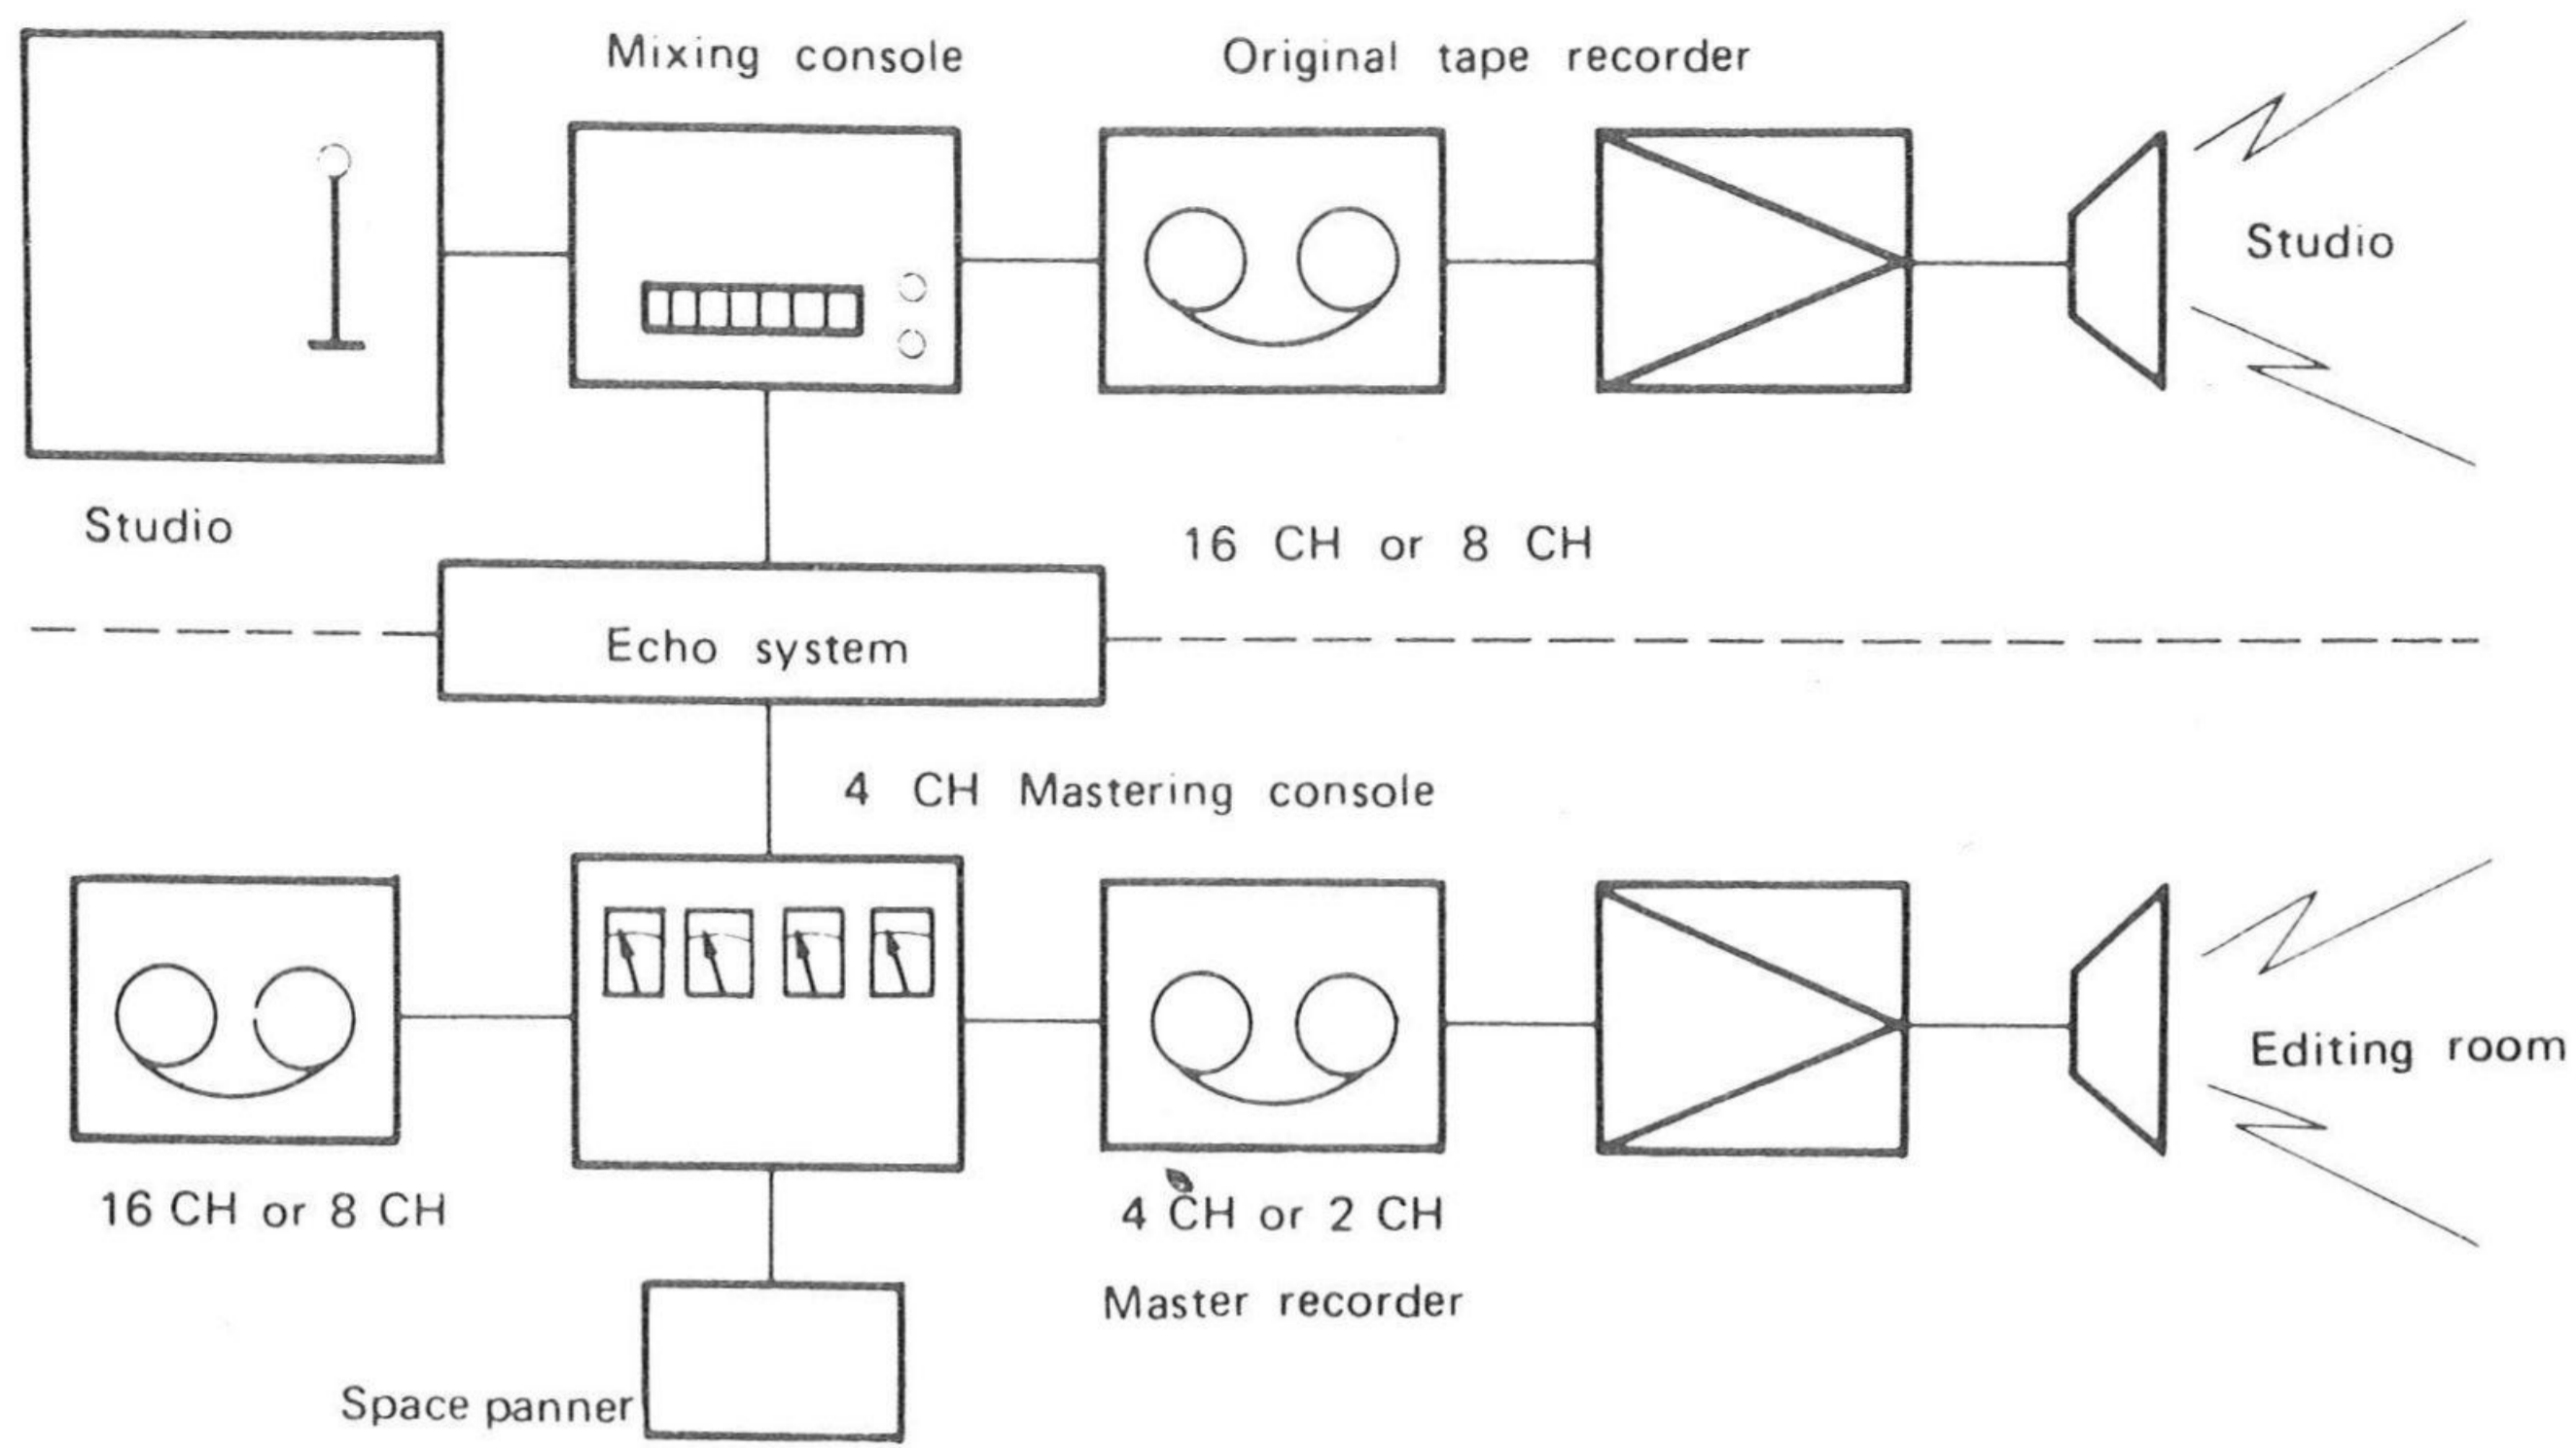 Mixing console
Original tape recorder
Studio
Studio
16 CH or 8 CH
Echo system
4 CH Mastering console
Editing room
16 CH or 8 CH
4 CH or 2 CH
Master recorder
Space panner